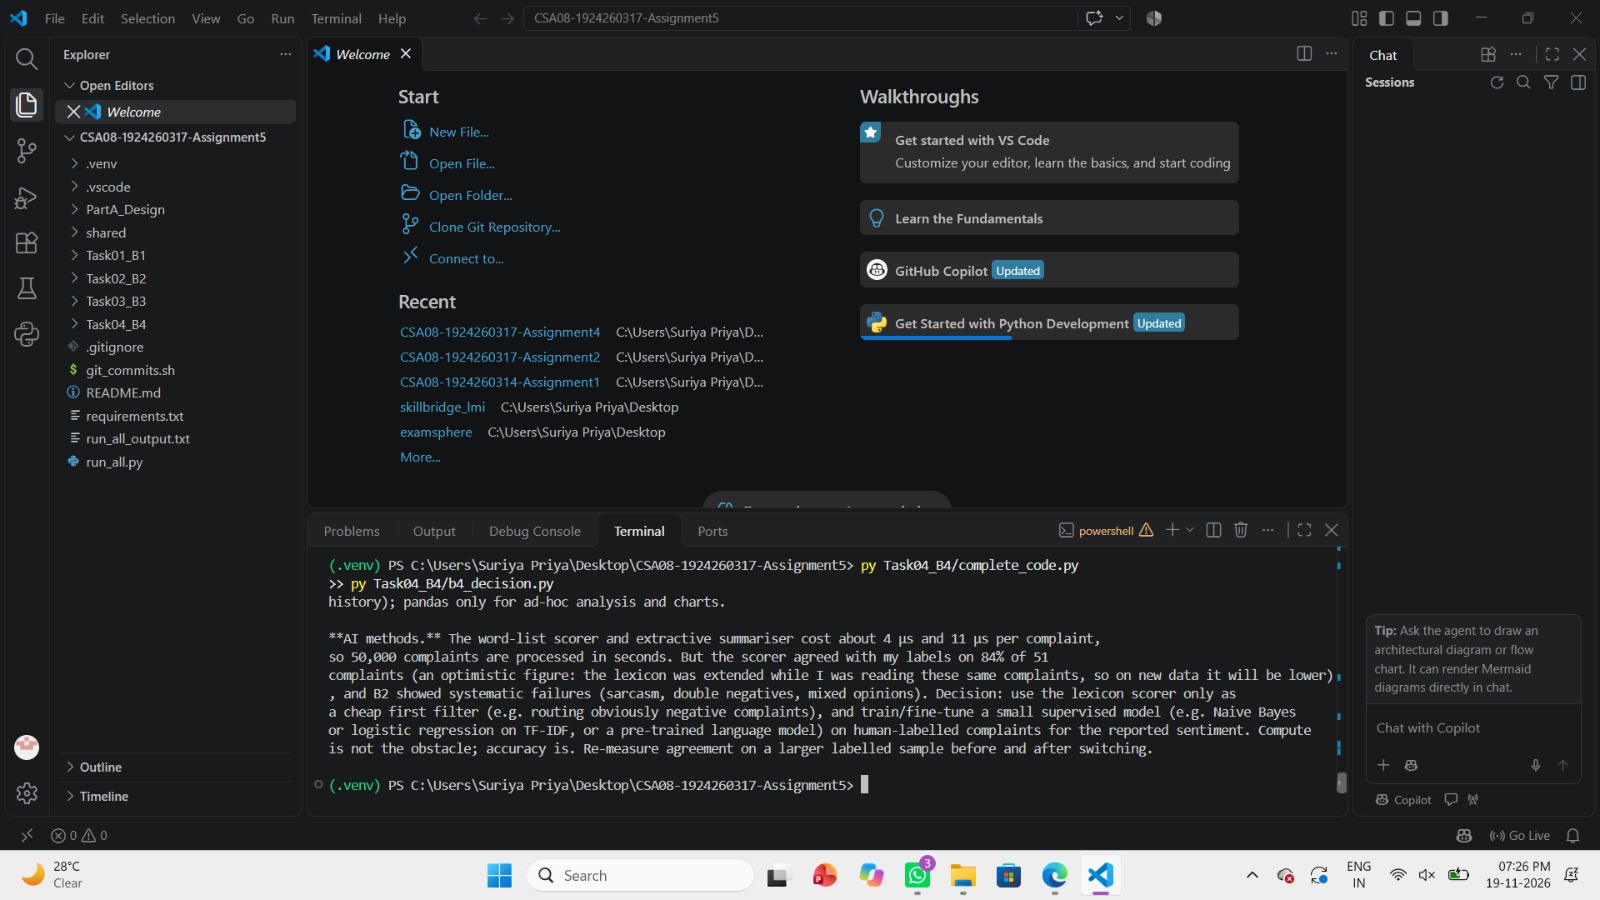 File Edit Selection View Go Run Terminal Help
CSA08-1924260317-Assignment5
Explorer
Open Editors
Welcome
CSA08-1924260317-Assignment5
.venv
.vscode
PartA_Design
shared
Task01_B1
Task02_B2
Task03_B3
Task04_B4
.gitignore
git_commits.sh
README.md
requirements.txt
run_all_output.txt
run_all.py
Outline
Timeline
Welcome
Start
New File...
Open File...
Open Folder...
Clone Git Repository...
Connect to...
Recent
CSA08-1924260317-Assignment4 C:\Users\Suriya Priya\D...
CSA08-1924260317-Assignment2 C:\Users\Suriya Priya\D...
CSA08-1924260314-Assignment1 C:\Users\Suriya Priya\D...
skillbridge_lmi C:\Users\Suriya Priya\Desktop
examsphere C:\Users\Suriya Priya\Desktop
More...
Walkthroughs
Get started with VS Code
Customize your editor, learn the basics, and start coding
Learn the Fundamentals
GitHub Copilot Updated
Get Started with Python Development Updated
Problems Output Debug Console Terminal Ports
powershell
(.venv) PS C:\Users\Suriya Priya\Desktop\CSA08-1924260317-Assignment5> py Task04_B4/complete_code.py
>> py Task04_B4/b4_decision.py
history); pandas only for ad-hoc analysis and charts.
**AI methods.** The word-list scorer and extractive summariser cost about 4 µs and 11 µs per complaint,
so 50,000 complaints are processed in seconds. But the scorer agreed with my labels on 84% of 51
complaints (an optimistic figure: the lexicon was extended while I was reading these same complaints, so on new data it will be lower)
, and B2 showed systematic failures (sarcasm, double negatives, mixed opinions). Decision: use the lexicon scorer only as
a cheap first filter (e.g. routing obviously negative complaints), and train/fine-tune a small supervised model (e.g. Naive Bayes
or logistic regression on TF-IDF, or a pre-trained language model) on human-labelled complaints for the reported sentiment. Compute
is not the obstacle; accuracy is. Re-measure agreement on a larger labelled sample before and after switching.
(.venv) PS C:\Users\Suriya Priya\Desktop\CSA08-1924260317-Assignment5>
Chat
Sessions
Tip: Ask the agent to draw an
architectural diagram or flow
chart. It can render Mermaid
diagrams directly in chat.
Chat with Copilot
Copilot
0 0
Go Live
28°C
Clear
Search
3
ENG
IN
07:26 PM
19-11-2026